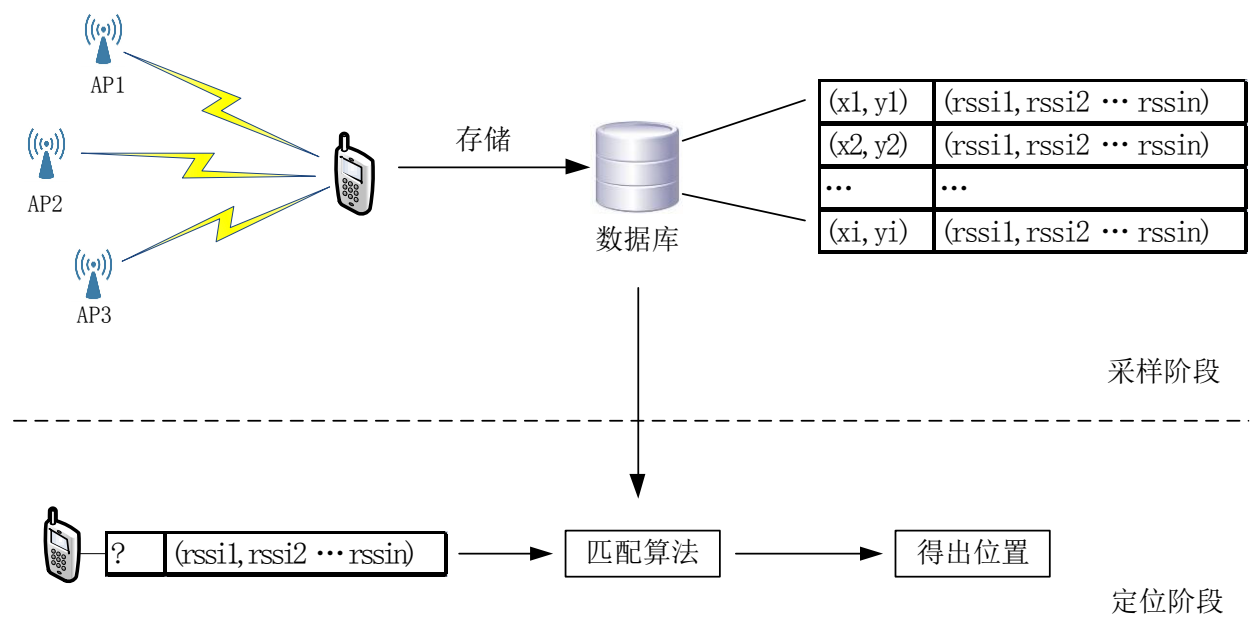 AP1
AP2
AP3
存储
数据库
(x1,y1) (rssi1,rssi2 … rssin)
(x2,y2) (rssi1,rssi2 … rssin)
… …
(xi,yi) (rssi1,rssi2 … rssin)
采样阶段
? (rssi1,rssi2 … rssin)
匹配算法
得出位置
定位阶段